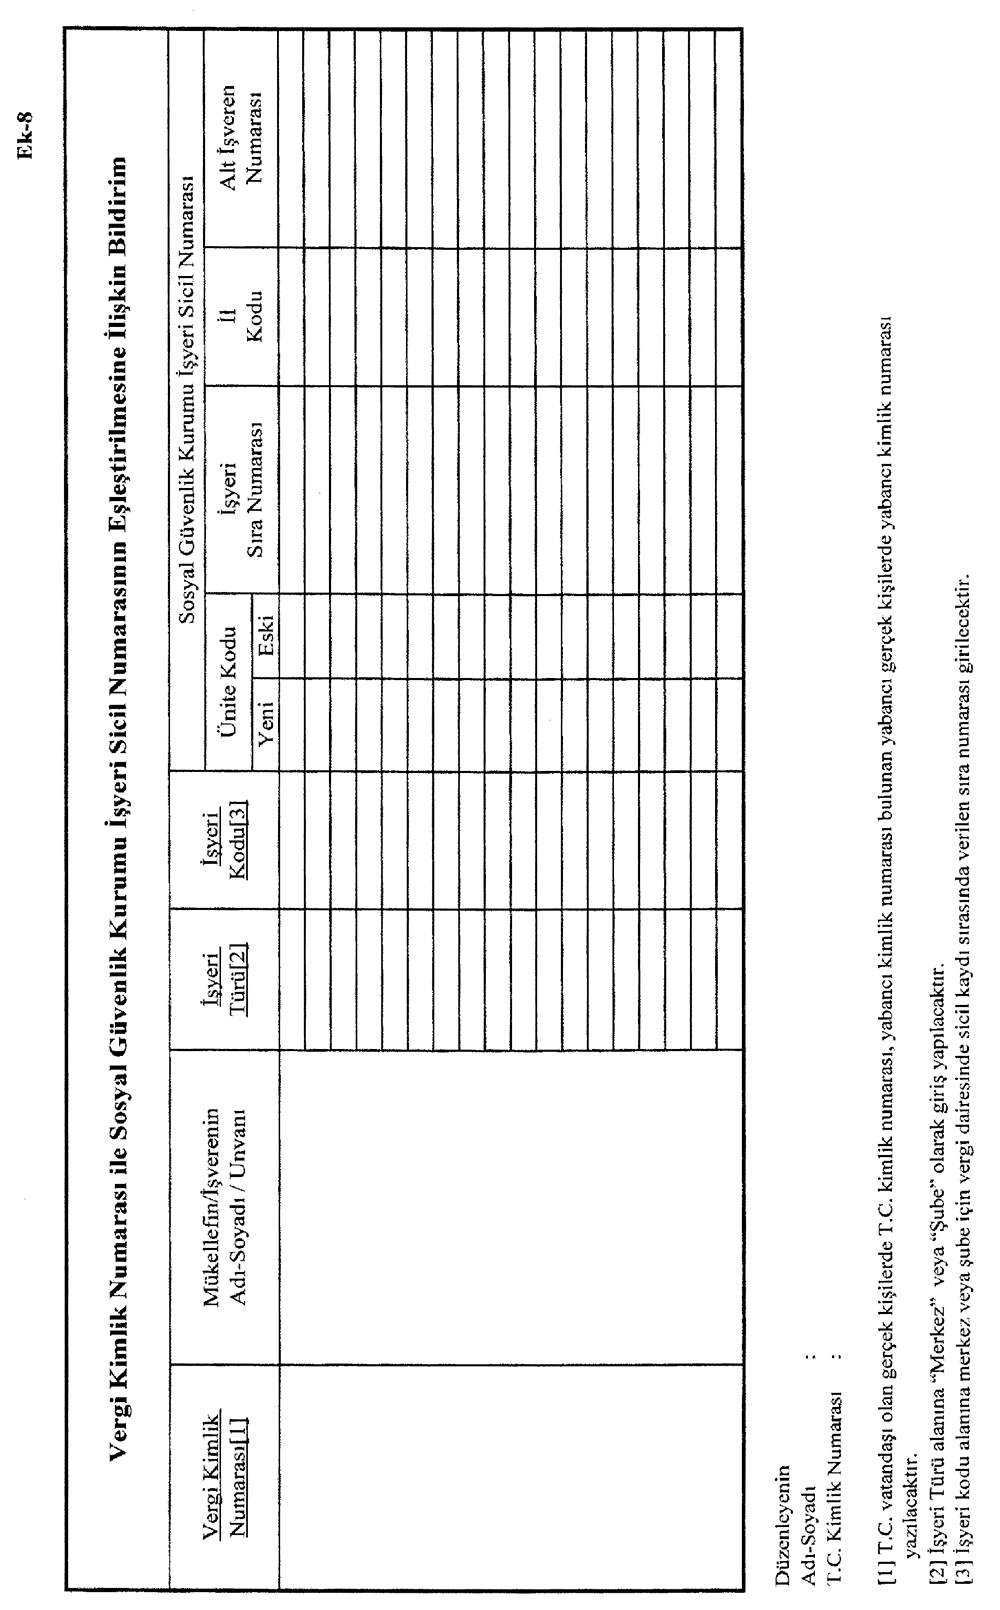 Ek-8
Vergi Kimlik Numarası ile Sosyal Güvenlik Kurumu İşyeri Sicil Numarasının Eşleştirilmesine İlişkin Bildirim
Vergi Kimlik
Numarası[1]
Mükellefin/İşverenin
Adı-Soyadı / Unvanı
İşyeri
Türü[2]
İşyeri
Kodu[3]
Sosyal Güvenlik Kurumu İşyeri Sicil Numarası
Ünite Kodu
Yeni
Eski
İşyeri
Sıra Numarası
İl
Kodu
Alt İşveren
Numarası
Düzenleyenin
Adı-Soyadı :
T.C. Kimlik Numarası :
[1] T.C. vatandaşı olan gerçek kişilerde T.C. kimlik numarası, yabancı kimlik numarası bulunan yabancı gerçek kişilerde yabancı kimlik numarası
yazılacaktır.
[2] İşyeri Türü alanına “Merkez” veya “Şube” olarak giriş yapılacaktır.
[3] İşyeri kodu alanına merkez veya şube için vergi dairesinde sicil kaydı sırasında verilen sıra numarası girilecektir.